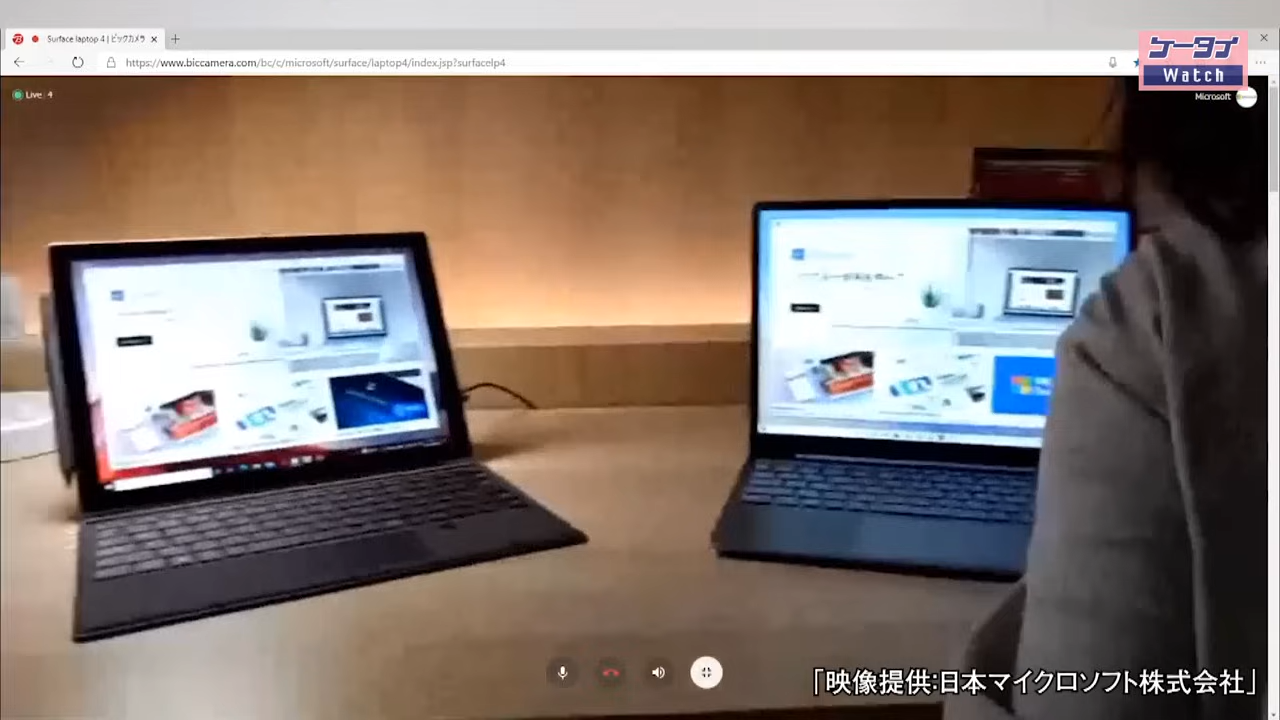 Surface laptop 4 | ビックカメラ
https://www.biccamera.com/bc/c/microsoft/surface/laptop4/index.jsp?surfacelp4
ケータイ
Watch
Live: 4
Microsoft
「映像提供:日本マイクロソフト株式会社」